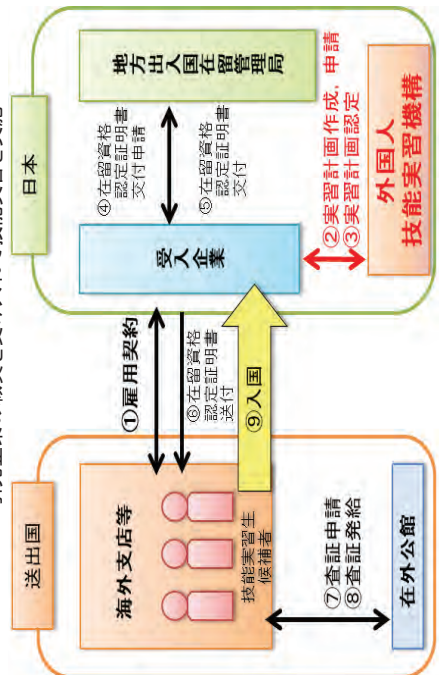 送出国
海外支店等
技能実習生
候補者
①雇用契約
⑥在留資格
認定証明書
送付
⑨入国
⑦査証申請
⑧査証発給
在外公館
日本
地方出入国在留管理局
④在留資格
認定証明書
交付申請
⑤在留資格
認定証明書
交付
受入企業
②実習計画作成，申請
③実習計画認定
外国人
技能実習機構